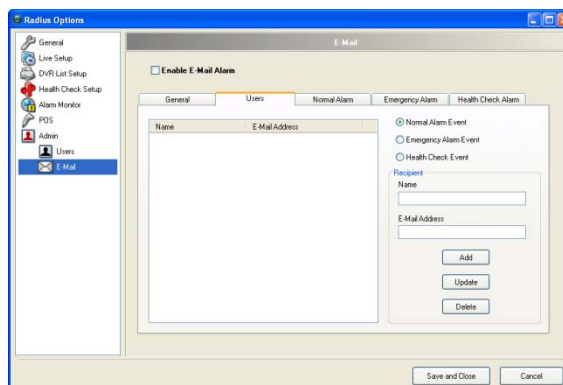 Radius Options
General
Live Setup
DVR List Setup
Health Check Setup
Alarm Monitor
POS
Admin
Users
E-Mail
E-Mail
Enable E-Mail Alarm
General Users Normal Alarm Emergency Alarm Health Check Alarm
Name E-Mail Address
Normal Alarm Event
Emergency Alarm Event
Health Check Event
Recipient
Name
E-Mail Address
Add
Update
Delete
Save and Close Cancel